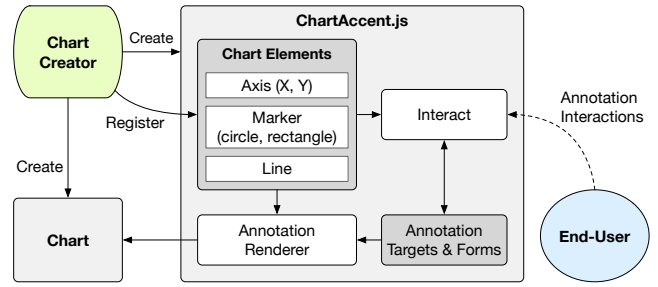 ChartAccent.js
Chart
Creator
Create
Chart Elements
Axis (X, Y)
Marker
(circle, rectangle)
Line
Register
Interact
Annotation
Interactions
Create
Chart
Annotation
Renderer
Annotation
Targets & Forms
End-User